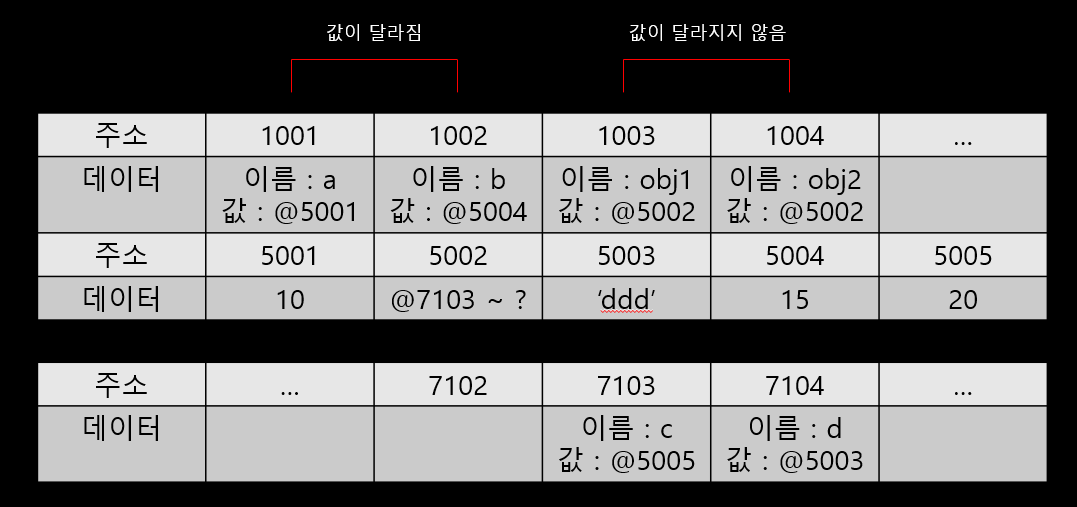 값이 달라짐 값이 달라지지 않음
주소 1001 1002 1003 1004 ...
데이터 이름 : a 이름 : b 이름 : obj1 이름 : obj2
값 : @5001 값 : @5004 값 : @5002 값 : @5002
주소 5001 5002 5003 5004 5005
데이터 10 @7103 ~ ? ‘ddd’ 15 20
주소 ... 7102 7103 7104 ...
데이터 이름 : c 이름 : d
값 : @5005 값 : @5003